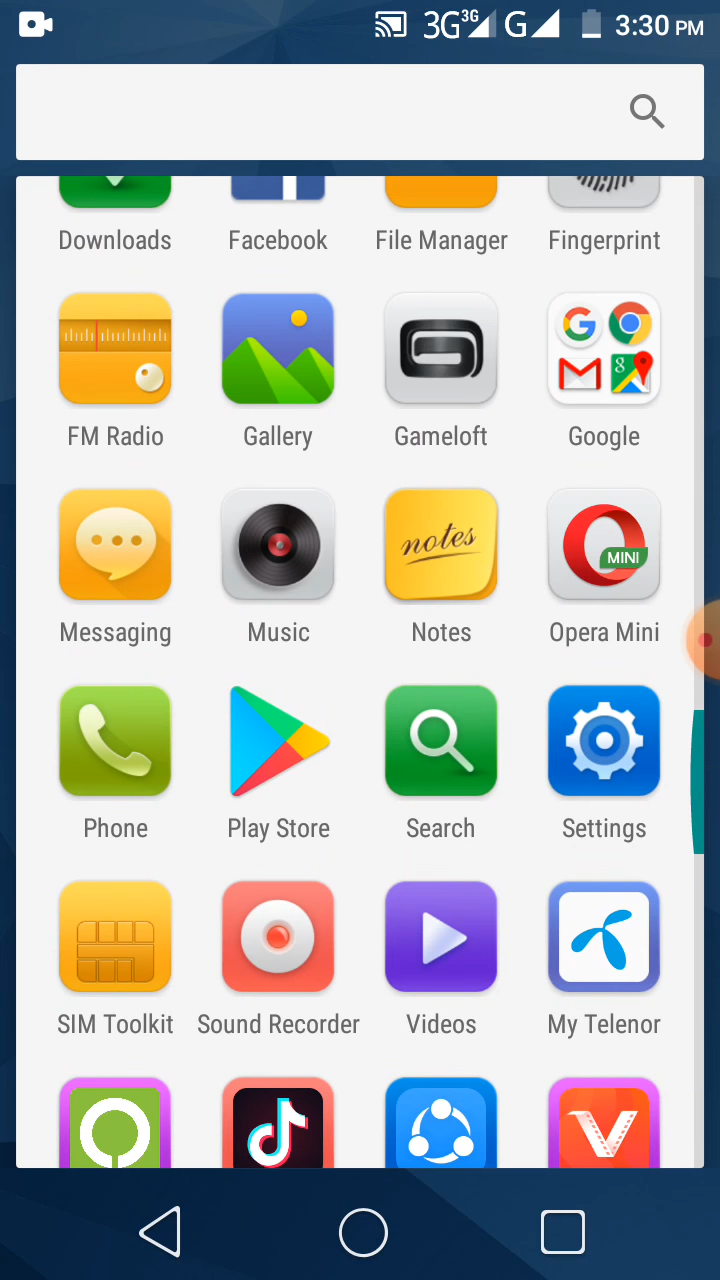 3G 3G G 3:30 PM
Downloads Facebook File Manager Fingerprint
FM Radio Gallery Gameloft Google
notes MINI
Messaging Music Notes Opera Mini
Phone Play Store Search Settings
SIM Toolkit Sound Recorder Videos My Telenor